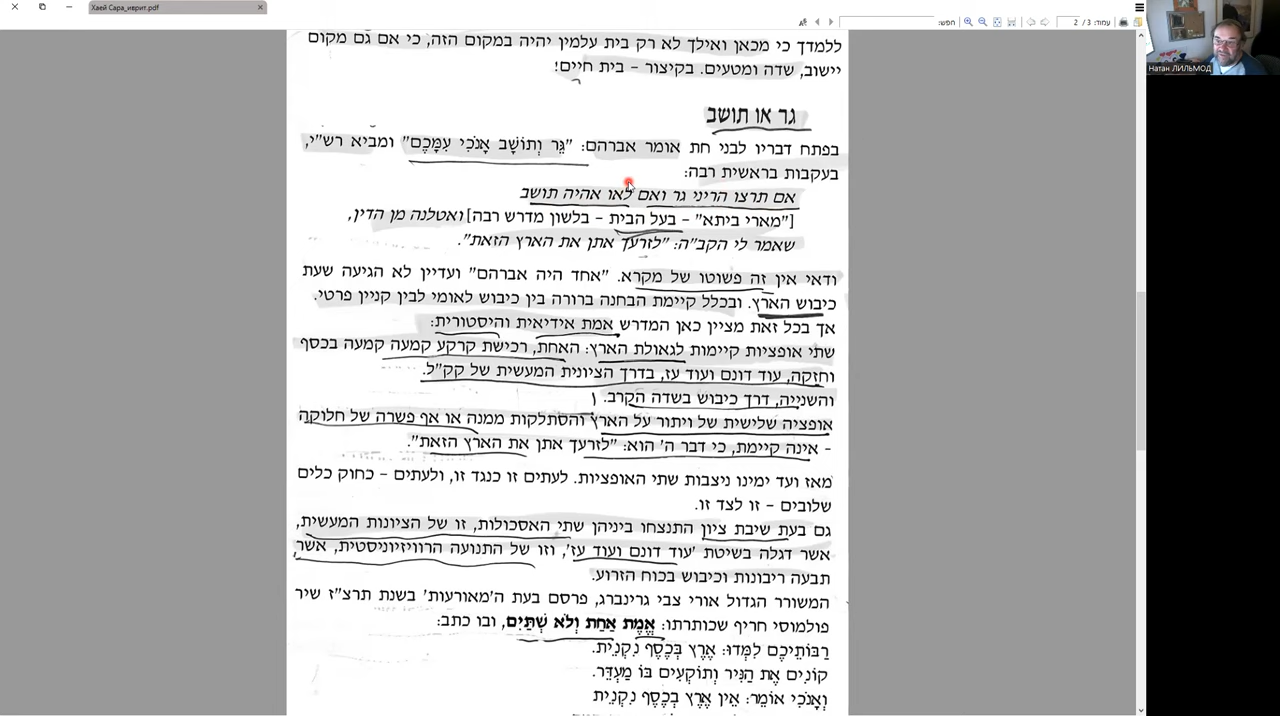 Хаей Сара_иврит.pdf
עמוד: 2 / 3
חפש:
Натан ЛИЛЬМОД
ללמדך כי מכאן ואילך לא רק בית עלמין יהיה במקום הזה, כי אם גם מקום
יישוב, שדה ומטעים. בקיצור – בית חיים!
גר או תושב
בפתח דבריו לבני חת אומר אברהם: "גֵּר וְתוֹשָׁב אָנֹכִי עִמָּכֶם" ומביא רש"י,
בעקבות בראשית רבה:
אם תרצו הריני גר ואם לאו אהיה תושב
["מארי ביתא" – בעל הבית – בלשון מדרש רבה] ואטלנה מן הדין,
שאמר לי הקב"ה: "לזרעך אתן את הארץ הזאת".
ודאי אין זה פשוטו של מקרא. "אחד היה אברהם" ועדיין לא הגיעה שעת
כיבוש הארץ. ובכלל קיימת הבחנה ברורה בין כיבוש לאומי לבין קניין פרטי.
אך בכל זאת מציין כאן המדרש אמת אידיאית והיסטורית:
שתי אופציות קיימות לגאולת הארץ: האחת, רכישת קרקע קמעה קמעה בכסף
וחזקה, עוד דונם ועוד עז, בדרך הציונית המעשית של קק"ל.
והשנייה, דרך כיבוש בשדה הקרב.
אופציה שלישית של ויתור על הארץ והסתלקות ממנה או אף פשרה של חלוקה
- אינה קיימת, כי דבר ה' הוא: "לזרעך אתן את הארץ הזאת".
מאז ועד ימינו ניצבות שתי האופציות. לעתים זו כנגד זו, ולעתים – כחוק כלים
שלובים – זו לצד זו.
גם בעת שיבת ציון התנצחו ביניהן שתי האסכולות, זו של הציונות המעשית,
אשר דגלה בשיטת 'עוד דונם ועוד עז', וזו של התנועה הרוויזיוניסטית, אשר
תבעה ריבונות וכיבוש בכוח הזרוע.
המשורר הגדול אורי צבי גרינברג, פרסם בעת ה'מאורעות' בשנת תרצ"ז שיר
פולמוסי חריף שכותרתו: אֱמֶת אַחַת וְלֹא שְׁתַּיִם, ובו כתב:
רַבּוֹתֵיכֶם לִמְּדוּ: אֶרֶץ בְּכֶסֶף נִקְנֵית.
קוֹנִים אֶת הַנִּיר וְתוֹקְעִים בּוֹ מַעְדֵּר.
וְאָנֹכִי אוֹמֵר: אֵין אֶרֶץ בְּכֶסֶף נִקְנֵית